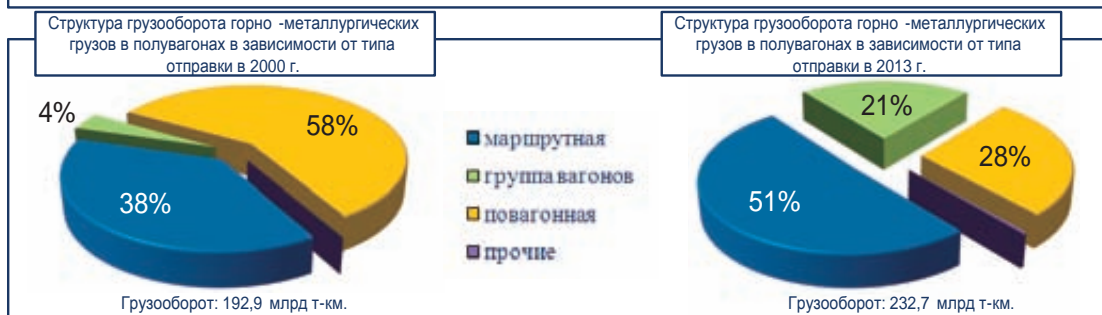 Структура грузооборота горно -металлургических
грузов в полувагонах в зависимости от типа
отправки в 2000 г.
4%
58%
38%
Грузооборот: 192,9 млрд т-км.
маршрутная
группа вагонов
повагонная
прочие
Структура грузооборота горно -металлургических
грузов в полувагонах в зависимости от типа
отправки в 2013 г.
21%
28%
51%
Грузооборот: 232,7 млрд т-км.